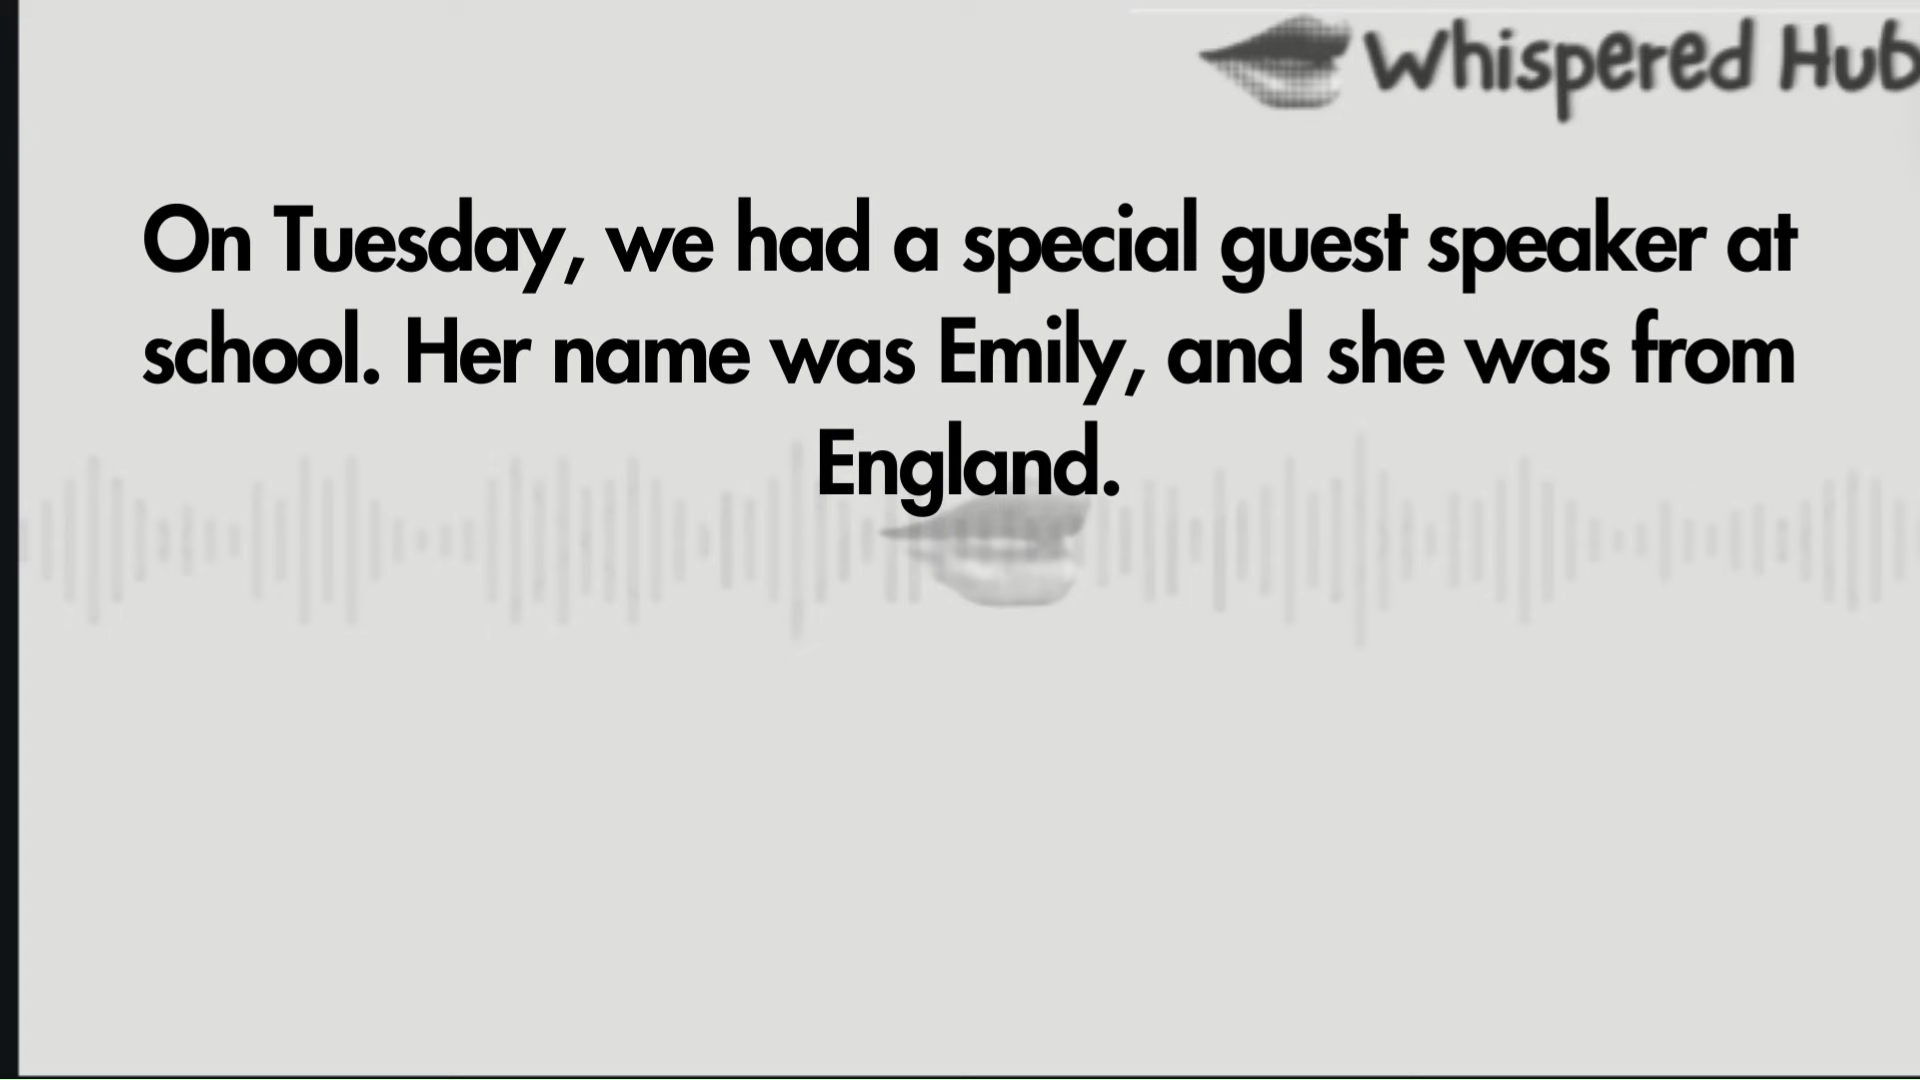 Whispered Hub
On Tuesday, we had a special guest speaker at
school. Her name was Emily, and she was from
England.